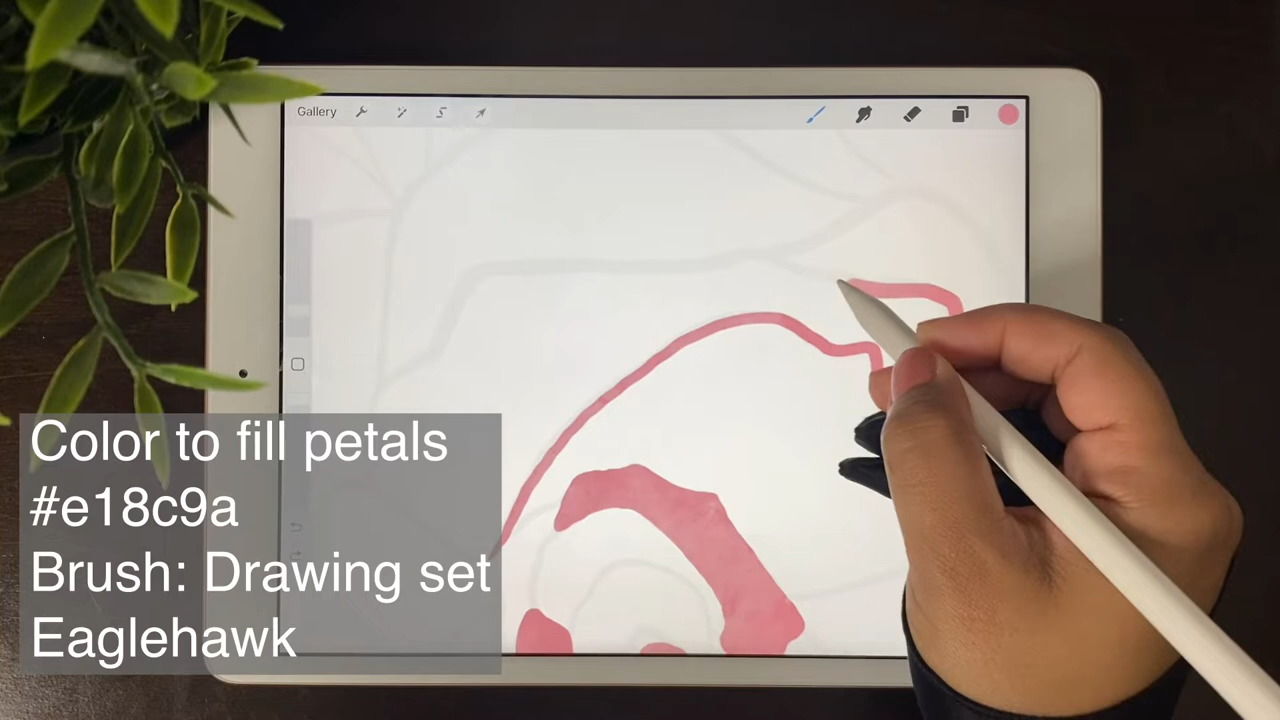 Gallery
Color to fill petals
#e18c9a
Brush: Drawing set
Eaglehawk